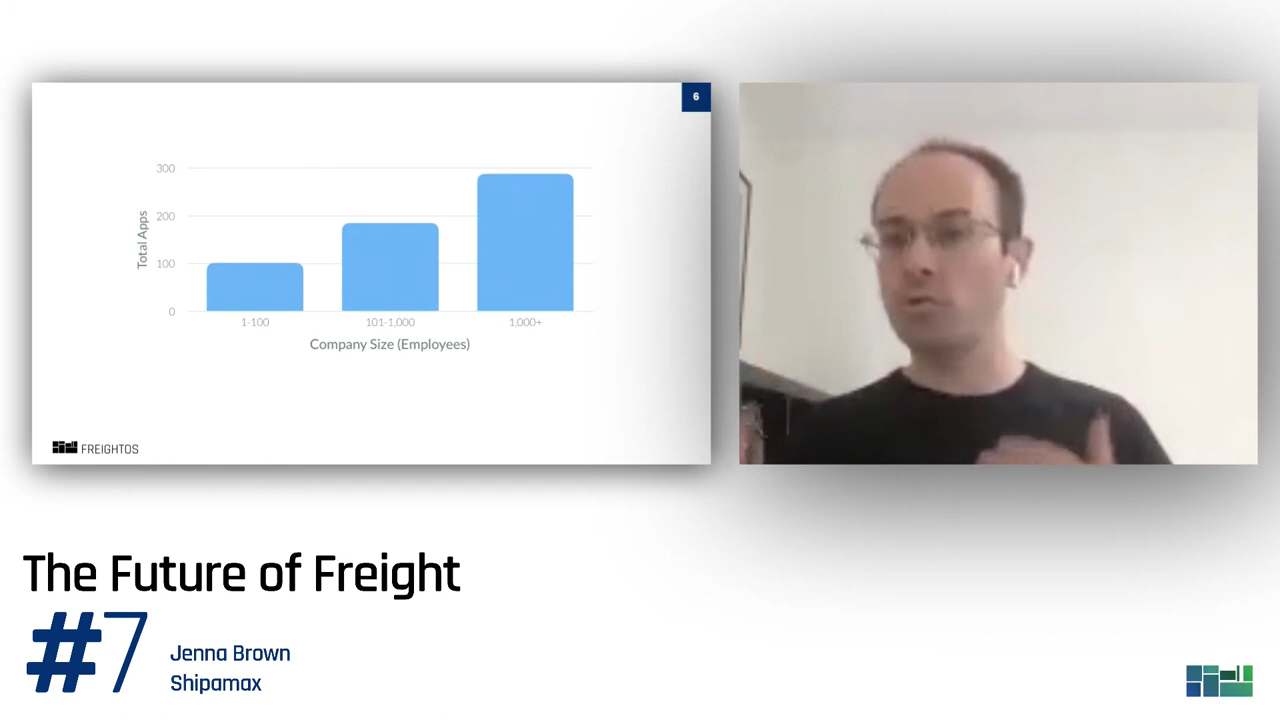 6
300
200
100
0
Total Apps
1-100
101-1,000
1,000+
Company Size (Employees)
FREIGHTOS
The Future of Freight
#7
Jenna Brown
Shipamax